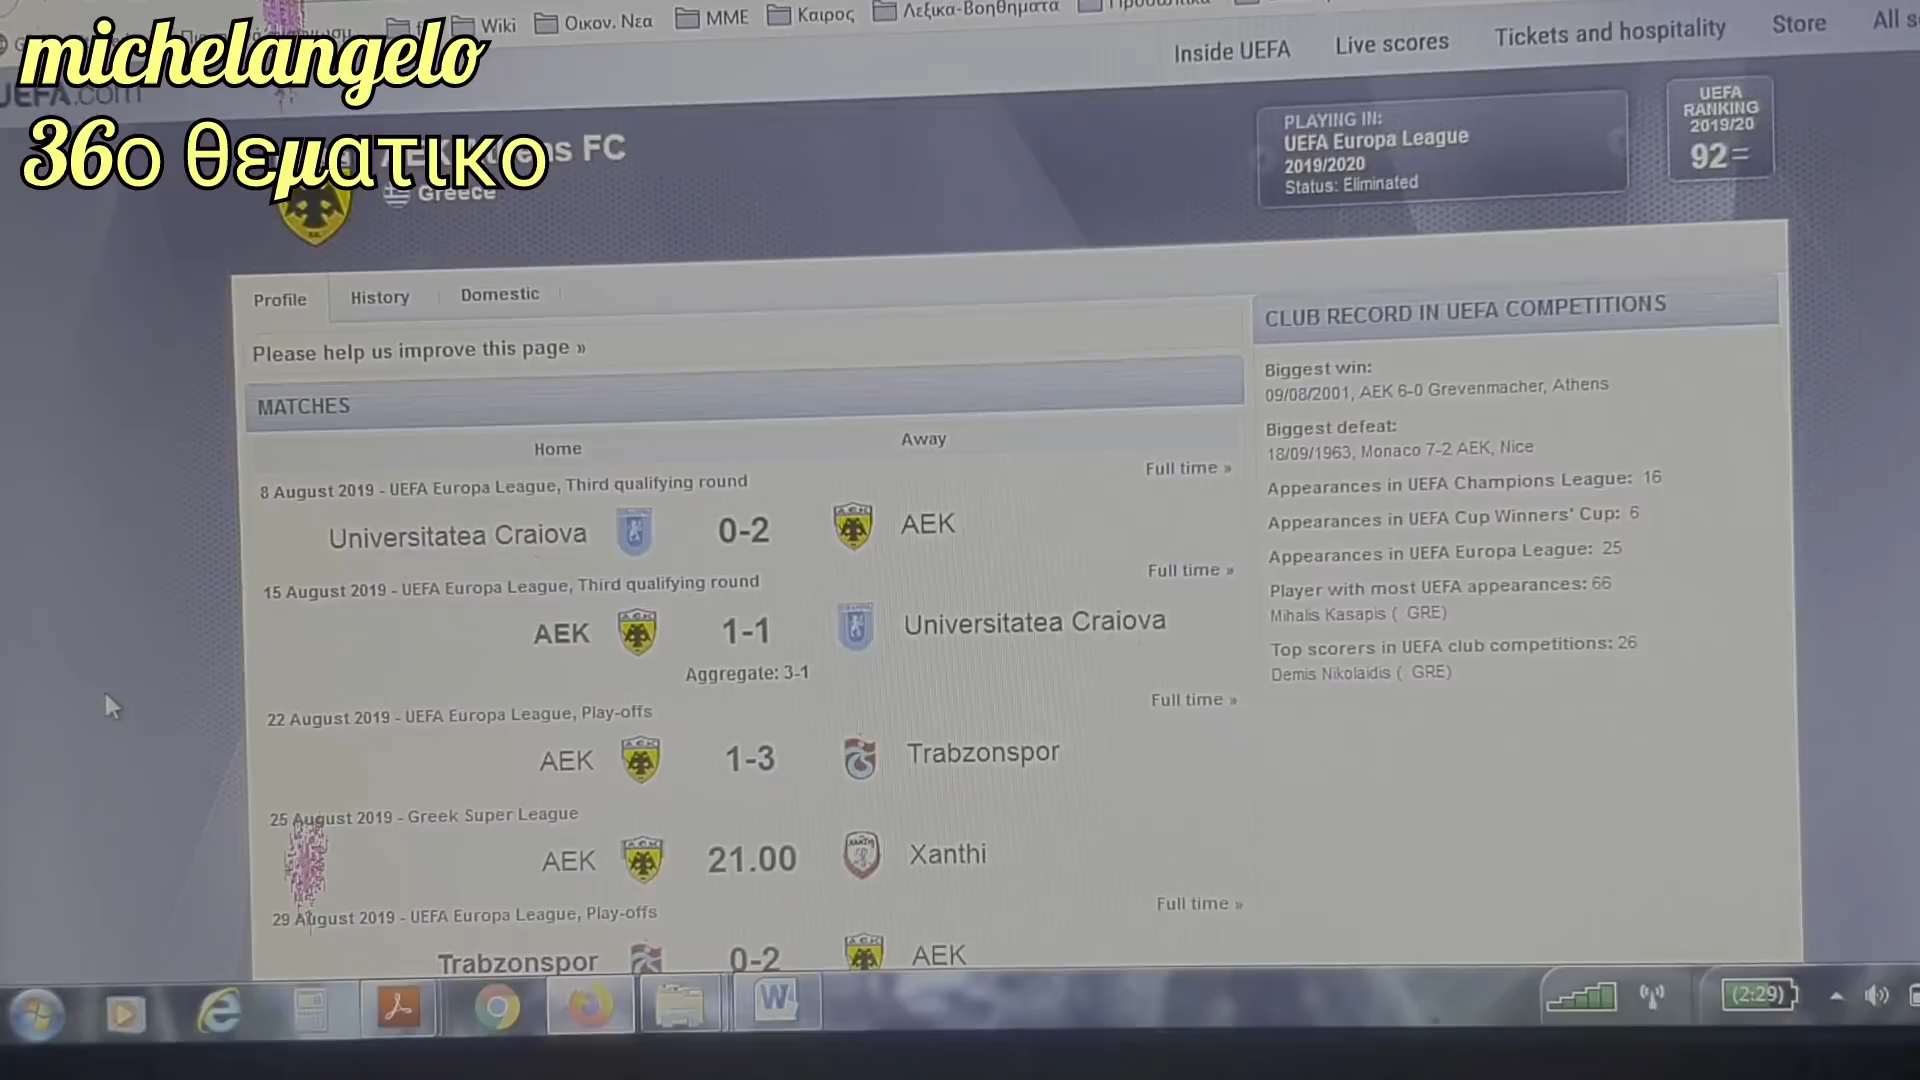 michelangelo
36ο θεματικο
Wiki
Οικον. Νεα
ΜΜΕ
Καιρος
Λεξικα-Βοηθηματα
Inside UEFA
Live scores
Tickets and hospitality
Store
UEFA.com
FC
Greece
PLAYING IN:
UEFA Europa League
2019/2020
Status: Eliminated
UEFA
RANKING
2019/20
92=
Profile
History
Domestic
Please help us improve this page »
MATCHES
Home
Away
8 August 2019 - UEFA Europa League, Third qualifying round
Full time »
Universitatea Craiova 0-2 AEK
15 August 2019 - UEFA Europa League, Third qualifying round
Full time »
AEK 1-1 Universitatea Craiova
Aggregate: 3-1
22 August 2019 - UEFA Europa League, Play-offs
Full time »
AEK 1-3 Trabzonspor
25 August 2019 - Greek Super League
AEK 21.00 Xanthi
29 August 2019 - UEFA Europa League, Play-offs
Full time »
Trabzonspor 0-2 AEK
CLUB RECORD IN UEFA COMPETITIONS
Biggest win:
09/08/2001, AEK 6-0 Grevenmacher, Athens
Biggest defeat:
18/09/1963, Monaco 7-2 AEK, Nice
Appearances in UEFA Champions League: 16
Appearances in UEFA Cup Winners' Cup: 6
Appearances in UEFA Europa League: 25
Player with most UEFA appearances: 66
Mihalis Kasapis ( GRE)
Top scorers in UEFA club competitions: 26
Demis Nikolaidis ( GRE)
(2:29)